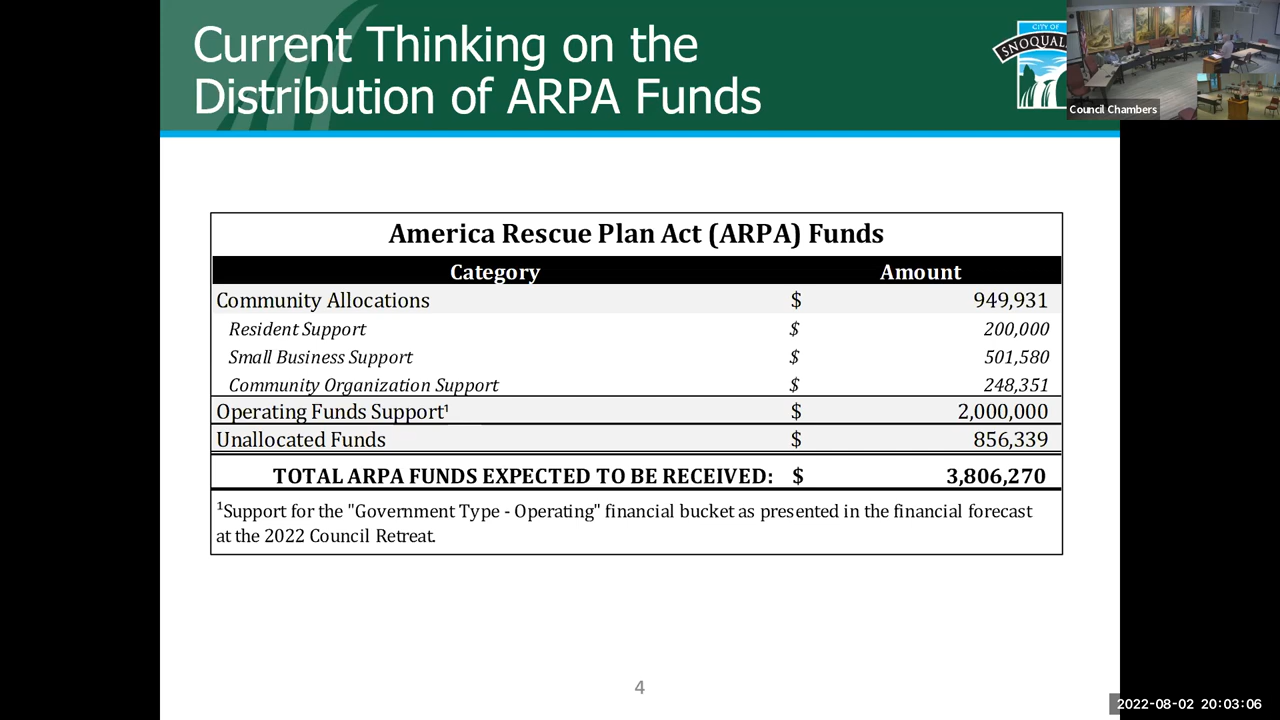 Current Thinking on the
Distribution of ARPA Funds
CITY OF
Council Chambers
America Rescue Plan Act (ARPA) Funds
Category Amount
Community Allocations $ 949,931
Resident Support $ 200,000
Small Business Support $ 501,580
Community Organization Support $ 248,351
Operating Funds Support¹ $ 2,000,000
Unallocated Funds $ 856,339
TOTAL ARPA FUNDS EXPECTED TO BE RECEIVED: $ 3,806,270
¹Support for the "Government Type - Operating" financial bucket as presented in the financial forecast
at the 2022 Council Retreat.
4
2022-08-02 20:03:06